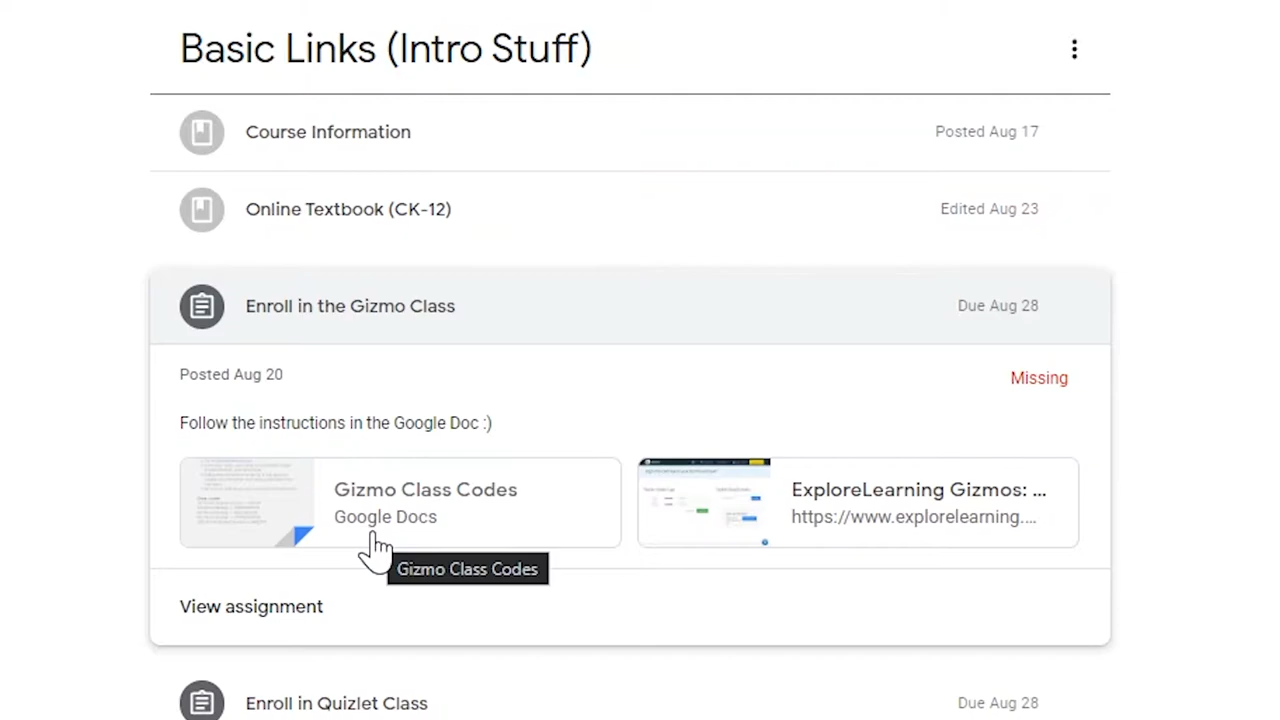 Basic Links (Intro Stuff)
Course Information
Posted Aug 17
Online Textbook (CK-12)
Edited Aug 23
Enroll in the Gizmo Class
Due Aug 28
Posted Aug 20
Missing
Follow the instructions in the Google Doc :)
Gizmo Class Codes
Google Docs
ExploreLearning Gizmos: ...
https://www.explorelearning....
Gizmo Class Codes
View assignment
Enroll in Quizlet Class
Due Aug 28